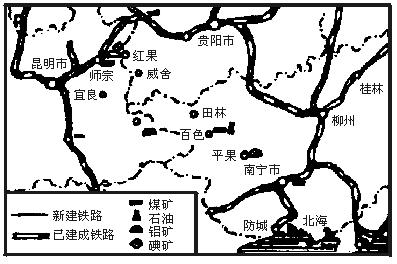 贵阳市
红果
昆明市
师宗
威舍
宜良
桂林
田林
柳州
百色
平果
南宁市
防城
北海
煤矿
石油
铝矿
碘矿
新建铁路
已建成铁路